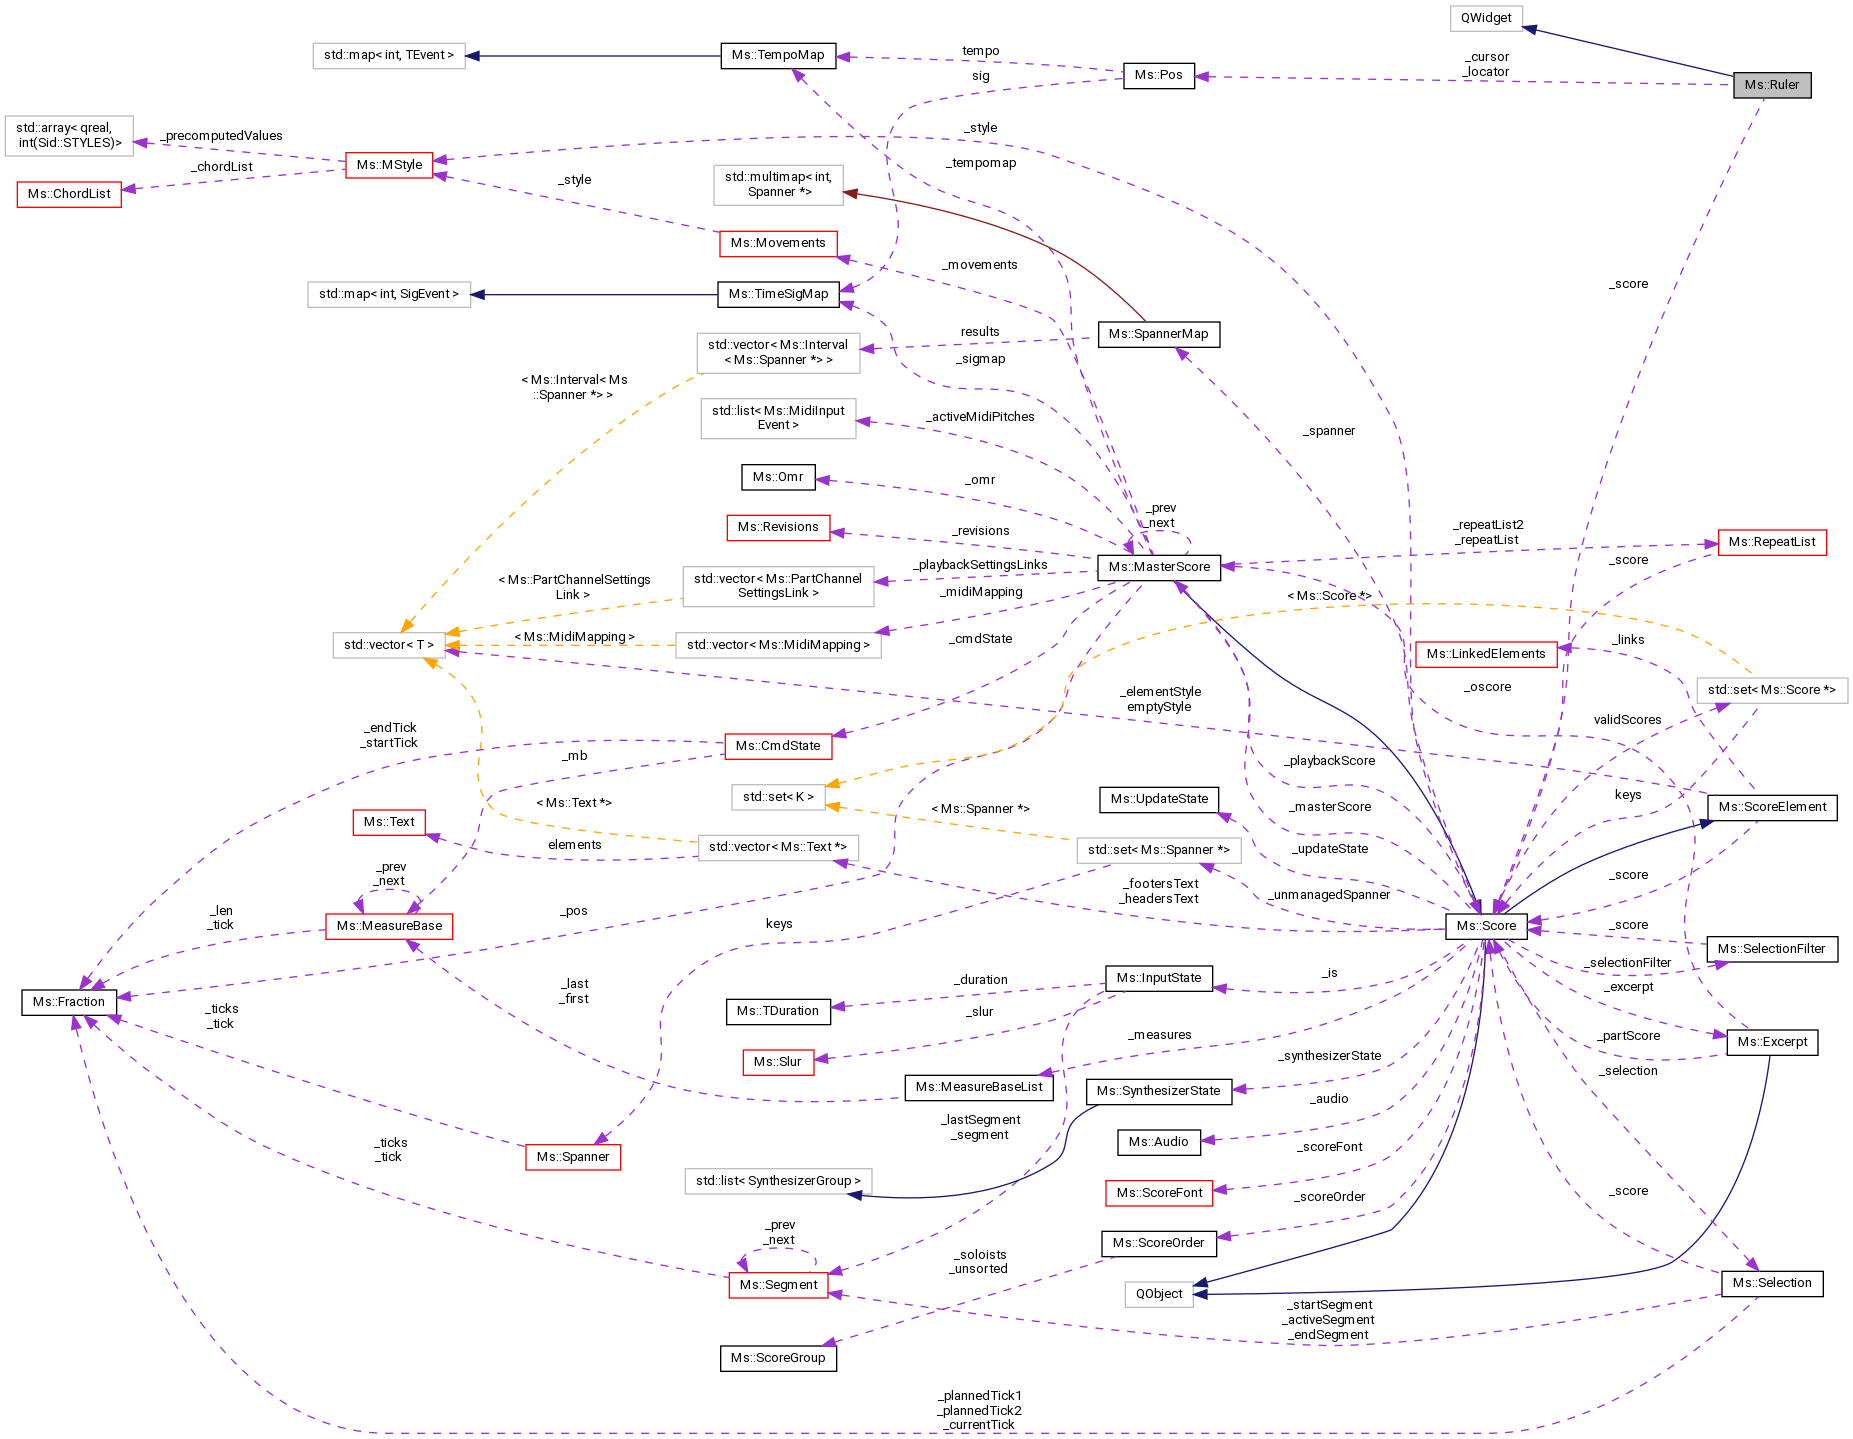 QWidget
std::map< int, TEvent >
Ms::TempoMap
tempo
sig
Ms::Pos
_cursor
_locator
Ms::Ruler
std::array< qreal,
int(Sid::STYLES)>
_precomputedValues
_chordList
Ms::MStyle
Ms::ChordList
_style
_style
_tempomap
std::multimap< int,
Spanner *>
Ms::Movements
_movements
std::map< int, SigEvent >
Ms::TimeSigMap
_score
std::vector< Ms::Interval
< Ms::Spanner *> >
results
_sigmap
Ms::SpannerMap
< Ms::Interval< Ms
::Spanner *> >
std::list< Ms::MidiInput
Event >
_activeMidiPitches
_spanner
Ms::Omr
_omr
Ms::Revisions
_revisions
_prev
_next
Ms::MasterScore
_repeatList2
_repeatList
Ms::RepeatList
_score
< Ms::PartChannelSettings
Link >
std::vector< Ms::PartChannel
SettingsLink >
_playbackSettingsLinks
_midiMapping
< Ms::Score *>
std::vector< T >
< Ms::MidiMapping >
std::vector< Ms::MidiMapping >
_cmdState
Ms::LinkedElements
_links
_elementStyle
emptyStyle
_oscore
std::set< Ms::Score *>
validScores
_endTick
_startTick
_mb
Ms::CmdState
_playbackScore
std::set< K >
keys
< Ms::Text *>
Ms::Text
elements
std::vector< Ms::Text *>
< Ms::Spanner *>
Ms::UpdateState
_masterScore
Ms::ScoreElement
std::set< Ms::Spanner *>
_updateState
_prev
_next
_footersText
_headersText
_unmanagedSpanner
_score
_len
_tick
Ms::MeasureBase
_pos
keys
Ms::Score
_score
Ms::SelectionFilter
Ms::Fraction
_last
_first
_duration
Ms::TDuration
Ms::InputState
_is
_selectionFilter
_excerpt
_ticks
_tick
_slur
Ms::Slur
_measures
_partScore
Ms::Excerpt
Ms::MeasureBaseList
Ms::SynthesizerState
_synthesizerState
_selection
_audio
_lastSegment
_segment
Ms::Audio
_ticks
_tick
Ms::Spanner
_scoreFont
std::list< SynthesizerGroup >
Ms::ScoreFont
_scoreOrder
_score
_prev
_next
_soloists
_unsorted
Ms::ScoreOrder
Ms::Segment
QObject
Ms::Selection
_startSegment
_activeSegment
_endSegment
Ms::ScoreGroup
_plannedTick1
_plannedTick2
_currentTick